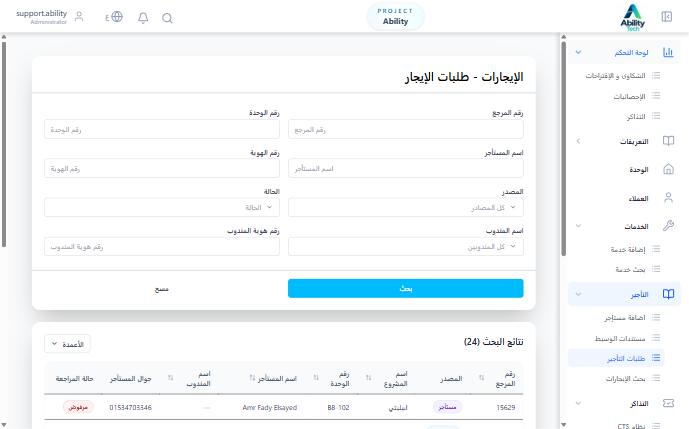 support.ability
Administrator
ع
PROJECT
Ability
Ability
tech
لوحة التحكم
الشكاوى و الإقتراحات
الإحصائيات
التذاكر
التعريفات
الوحدة
العملاء
الخدمات
إضافة خدمة
بحث خدمة
التأجير
اضافة مستأجر
مستندات الوسيط
طلبات التأجير
بحث الإيجارات
التذاكر
نظام CTS
الإيجارات - طلبات الإيجار
رقم المرجع
رقم الوحدة
رقم المرجع
رقم الوحدة
اسم المستأجر
رقم الهوية
اسم المستأجر
رقم الهوية
المصدر
الحالة
كل المصادر
الحالة
اسم المندوب
رقم هوية المندوب
كل المندوبين
رقم هوية المندوب
بحث
مسح
نتائج البحث (24)
الأعمدة
رقم المرجع
المصدر
اسم المشروع
رقم الوحدة
اسم المستأجر
اسم المندوب
جوال المستأجر
حالة المراجعة
15629
مستأجر
ابيليتي
BB-102
Amr Fady Elsayed
01534703346
مرفوض